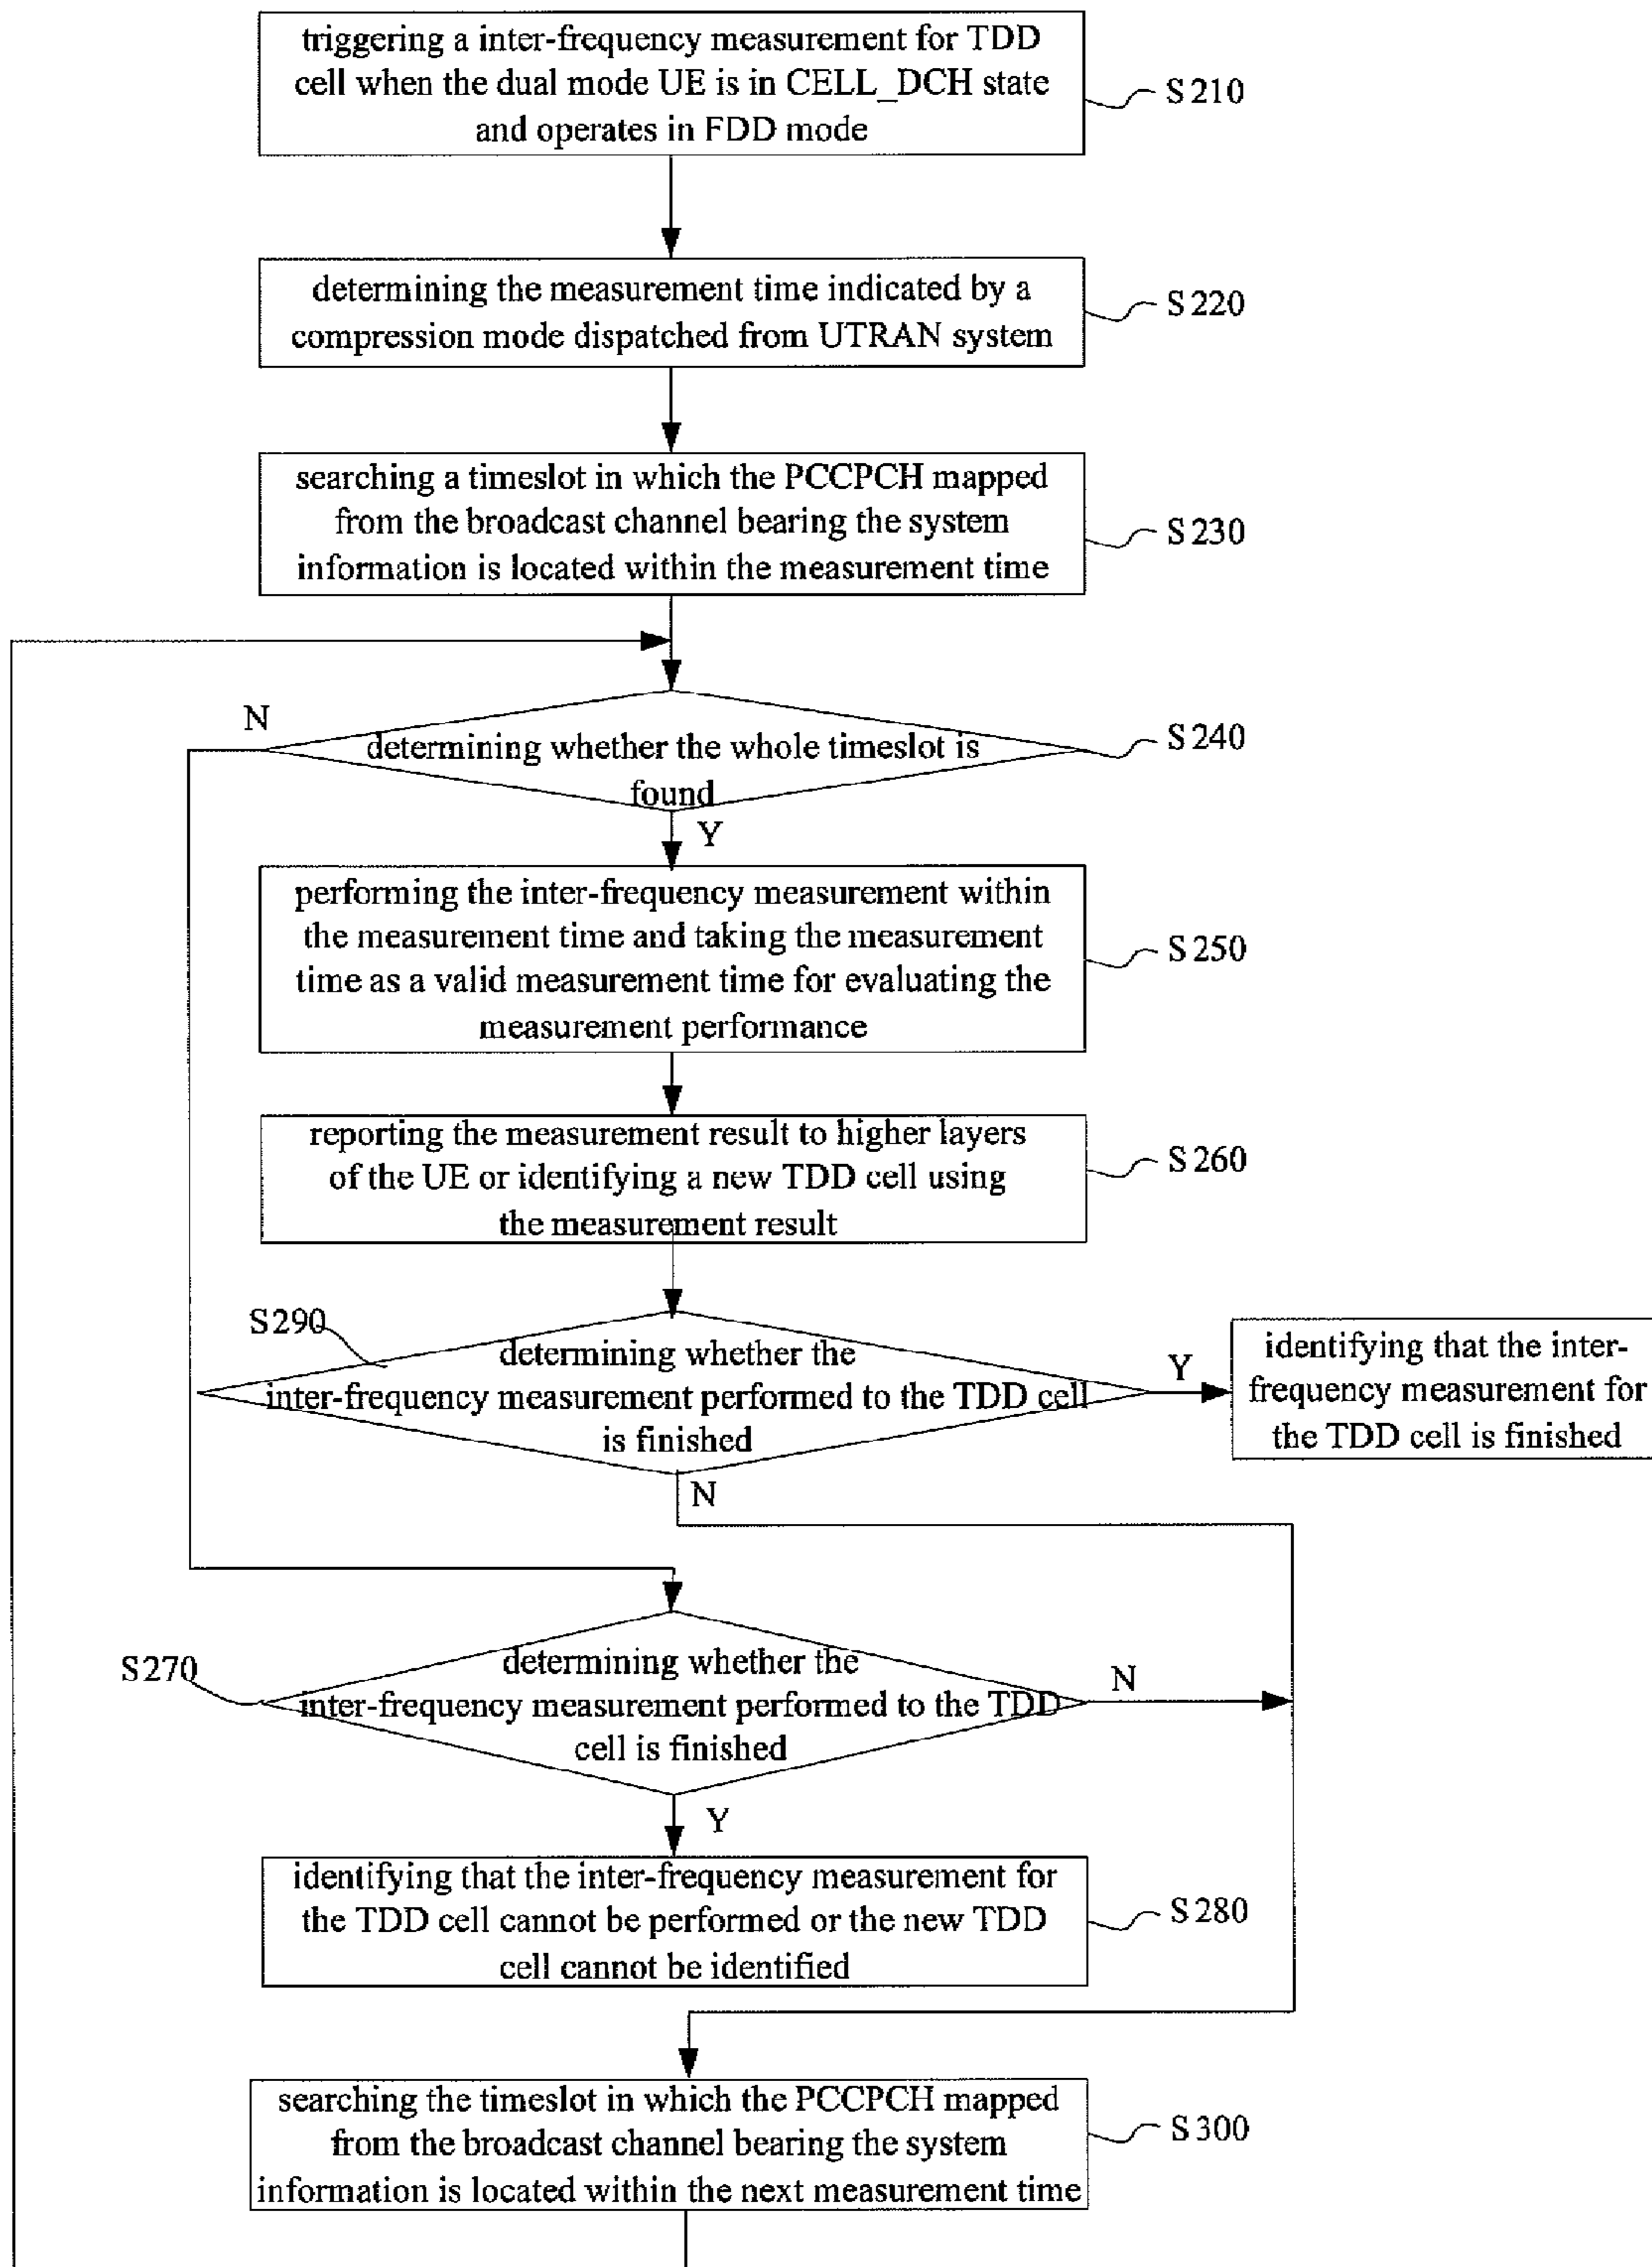 triggering a inter-frequency measurement for TDD
cell when the dual mode UE is in CELL_DCH state
and operates in FDD mode
S210
determining the measurement time indicated by a
compression mode dispatched from UTRAN system
S220
searching a timeslot in which the PCCPCH mapped
from the broadcast channel bearing the system
information is located within the measurement time
S230
N
determining whether the whole timeslot is
found
S240
Y
performing the inter-frequency measurement within
the measurement time and taking the measurement
time as a valid measurement time for evaluating the
measurement performance
S250
reporting the measurement result to higher layers
of the UE or identifying a new TDD cell using
the measurement result
S260
S290
determining whether the
inter-frequency measurement performed to the TDD cell
is finished
Y
identifying that the inter-
frequency measurement for
the TDD cell is finished
N
S270
determining whether the
inter-frequency measurement performed to the TDD
cell is finished
N
Y
identifying that the inter-frequency measurement for
the TDD cell cannot be performed or the new TDD
cell cannot be identified
S280
searching the timeslot in which the PCCPCH mapped
from the broadcast channel bearing the system
information is located within the next measurement time
S300